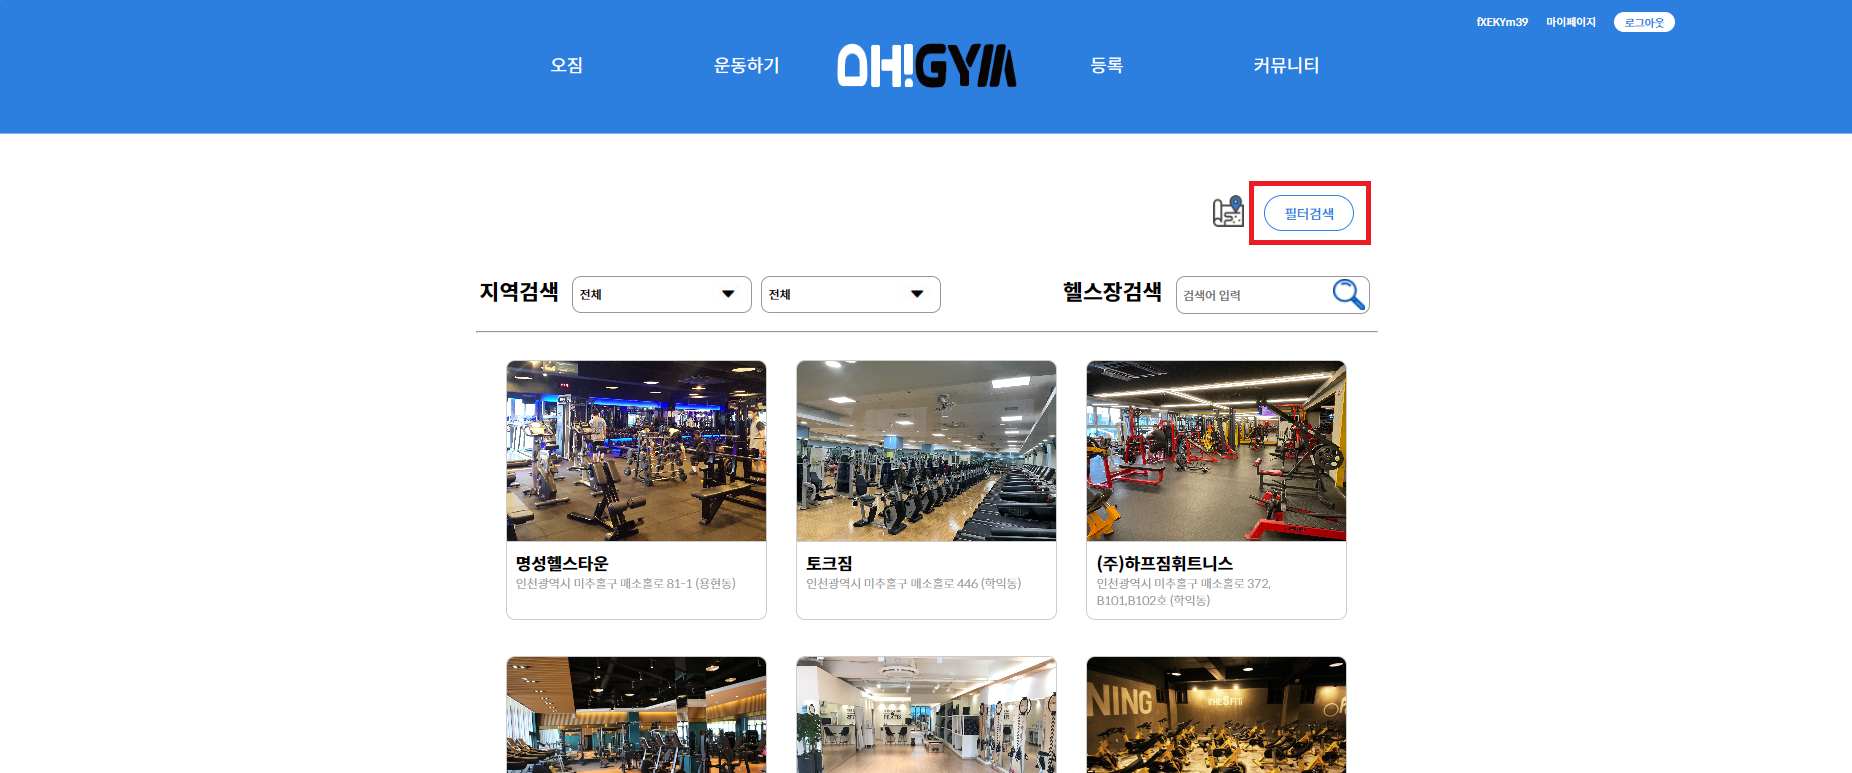 fXEKYm39 마이페이지 로그아웃
오짐 운동하기 OH!GYM 등록 커뮤니티
필터검색
지역검색 전체 전체 헬스장검색 검색어 입력
명성헬스타운
인천광역시 미추홀구 매소홀로 81-1 (용현동)
토크짐
인천광역시 미추홀구 매소홀로 446 (학익동)
(주)하프짐휘트니스
인천광역시 미추홀구 매소홀로 372,
B101,B102호 (학익동)
NING THE SFIT